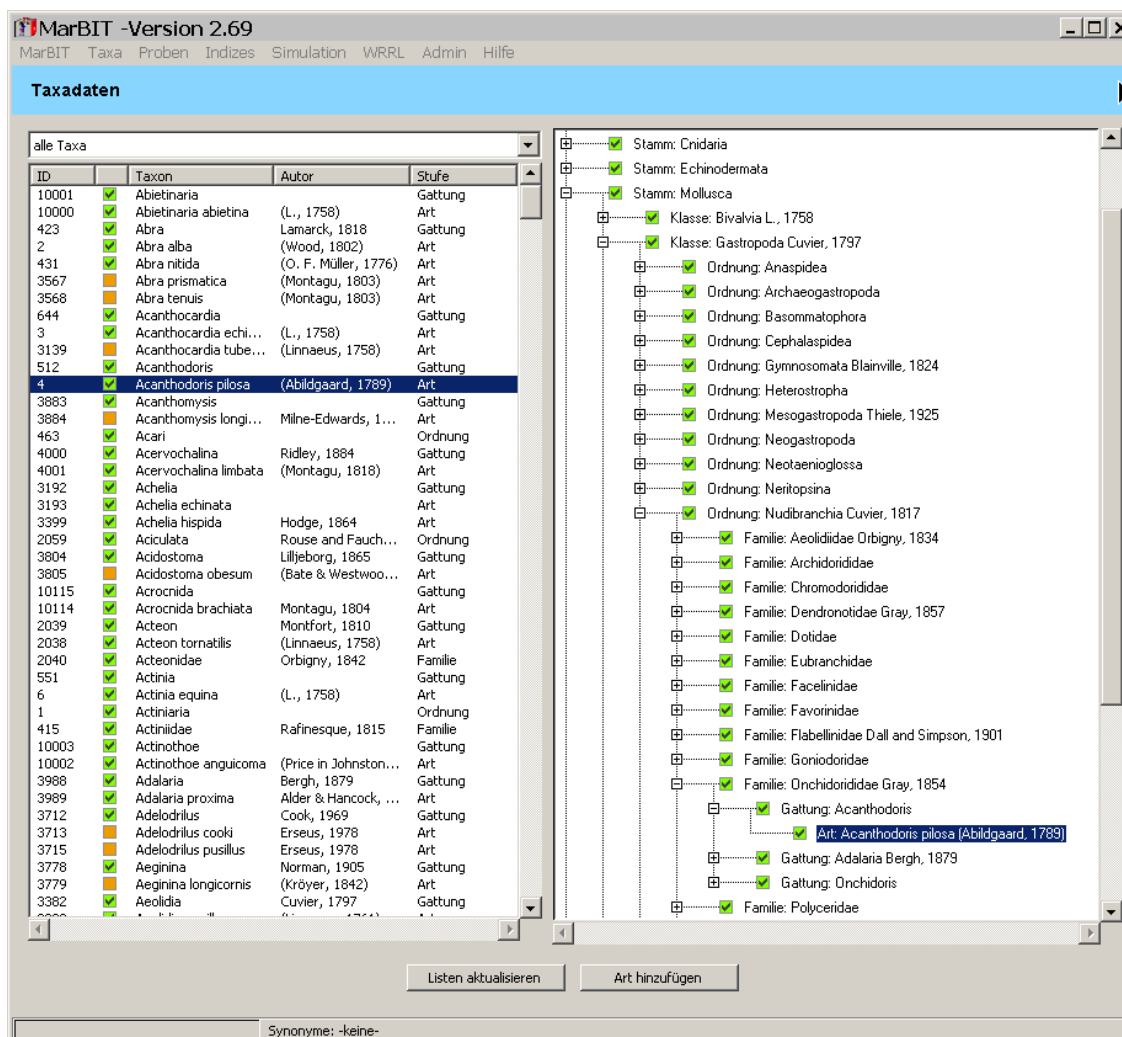 MarBIT -Version 2.69
MarBIT Taxa Proben Indizes Simulation WRRL Admin Hilfe
Taxadaten
alle Taxa
ID Taxon Autor Stufe
10001 Abietinaria Gattung
10000 Abietinaria abietina (L., 1758) Art
423 Abra Lamarck, 1818 Gattung
2 Abra alba (Wood, 1802) Art
431 Abra nitida (O. F. Müller, 1776) Art
3567 Abra prismatica (Montagu, 1803) Art
3568 Abra tenuis (Montagu, 1803) Art
644 Acanthocardia Gattung
3 Acanthocardia echi... (L., 1758) Art
3139 Acanthocardia tube... (Linnaeus, 1758) Art
512 Acanthodoris Gattung
4 Acanthodoris pilosa (Abildgaard, 1789) Art
3883 Acanthomysis Gattung
3884 Acanthomysis longi... Milne-Edwards, 1... Art
463 Acari Ordnung
4000 Acervochalina Ridley, 1884 Gattung
4001 Acervochalina limbata (Montagu, 1818) Art
3192 Achelia Gattung
3193 Achelia echinata Art
3399 Achelia hispida Hodge, 1864 Art
2059 Aciculata Rouse and Fauch... Ordnung
3804 Acidostoma Lilljeborg, 1865 Gattung
3805 Acidostoma obesum (Bate & Westwoo... Art
10115 Acrocnida Gattung
10114 Acrocnida brachiata Montagu, 1804 Art
2039 Acteon Montfort, 1810 Gattung
2038 Acteon tornatilis (Linnaeus, 1758) Art
2040 Acteonidae Orbigny, 1842 Familie
551 Actinia Gattung
6 Actinia equina (L., 1758) Art
1 Actiniaria Ordnung
415 Actiniidae Rafinesque, 1815 Familie
10003 Actinothoe Gattung
10002 Actinothoe anguicoma (Price in Johnston... Art
3988 Adalaria Bergh, 1879 Gattung
3989 Adalaria proxima Alder & Hancock, ... Art
3712 Adelodrilus Cook, 1969 Gattung
3713 Adelodrilus cooki Erseus, 1978 Art
3715 Adelodrilus pusillus Erseus, 1978 Art
3778 Aeginina Norman, 1905 Gattung
3779 Aeginina longicornis (Kröyer, 1842) Art
3382 Aeolidia Cuvier, 1797 Gattung
Stamm: Cnidaria
Stamm: Echinodermata
Stamm: Mollusca
Klasse: Bivalvia L., 1758
Klasse: Gastropoda Cuvier, 1797
Ordnung: Anaspidea
Ordnung: Archaeogastropoda
Ordnung: Basommatophora
Ordnung: Cephalaspidea
Ordnung: Gymnosomata Blainville, 1824
Ordnung: Heterostropha
Ordnung: Mesogastropoda Thiele, 1925
Ordnung: Neogastropoda
Ordnung: Neotaenioglossa
Ordnung: Neritopsina
Ordnung: Nudibranchia Cuvier, 1817
Familie: Aeolidiidae Orbigny, 1834
Familie: Archidorididae
Familie: Chromodorididae
Familie: Dendronotidae Gray, 1857
Familie: Dotidae
Familie: Eubranchidae
Familie: Facelinidae
Familie: Favorinidae
Familie: Flabellinidae Dall and Simpson, 1901
Familie: Goniodoridae
Familie: Onchidorididae Gray, 1854
Gattung: Acanthodoris
Art: Acanthodoris pilosa (Abildgaard, 1789)
Gattung: Adalaria Bergh, 1879
Gattung: Onchidoris
Familie: Polyceridae
Listen aktualisieren Art hinzufügen
Synonyme: -keine-